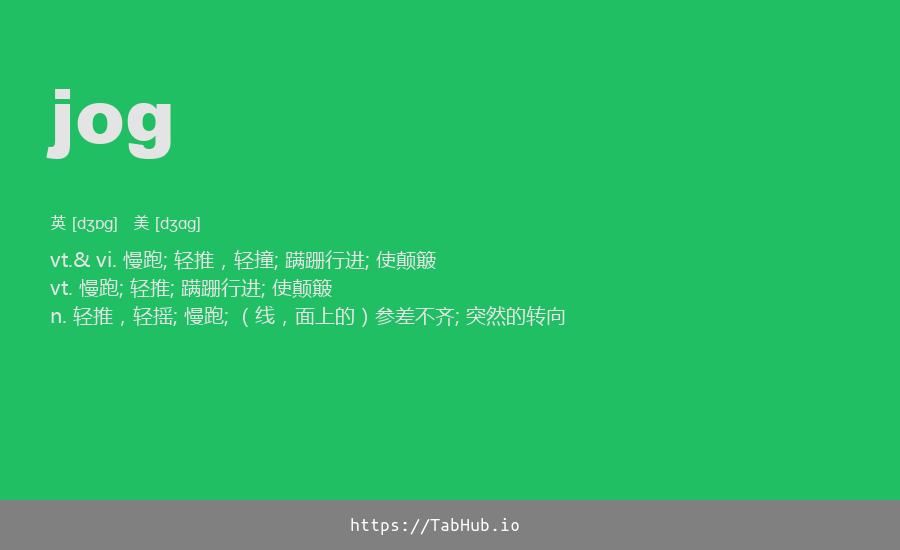 jog
英 [dʒɒg] 美 [dʒɑg]
vt.& vi. 慢跑; 轻推，轻撞; 蹒跚行进; 使颠簸
vt. 慢跑; 轻推; 蹒跚行进; 使颠簸
n. 轻推，轻摇; 慢跑; （线，面上的）参差不齐; 突然的转向
https://TabHub.io